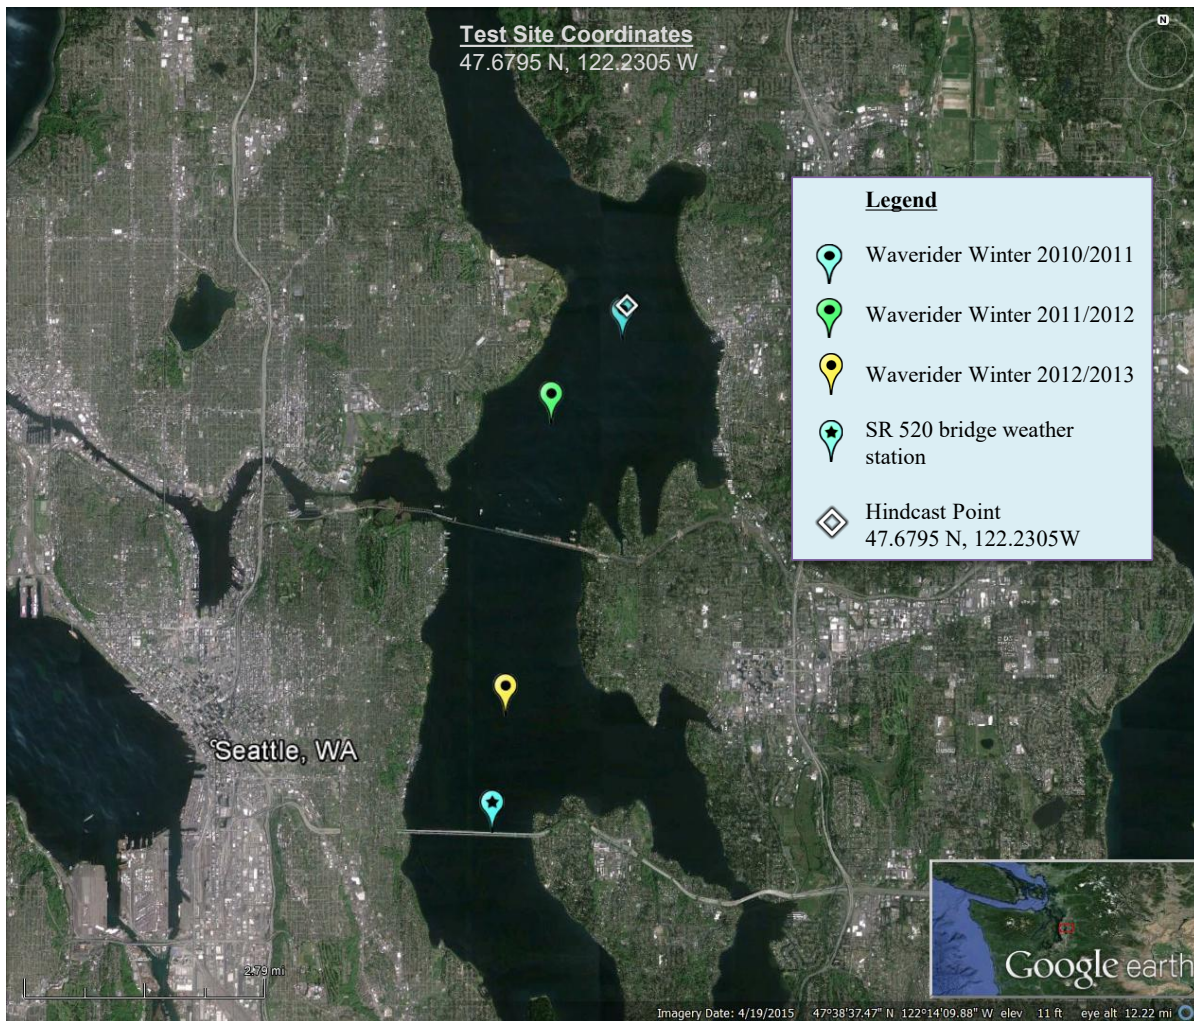 Test Site Coordinates
47.6795 N, 122.2305 W
N
Legend
Waverider Winter 2010/2011
Waverider Winter 2011/2012
Waverider Winter 2012/2013
SR 520 bridge weather
station
Hindcast Point
47.6795 N, 122.2305W
Seattle, WA
2.79 mi
Google earth
Imagery Date: 4/19/2015 47°38'37.47" N 122°14'09.88" W elev 11 ft eye alt 12.22 mi